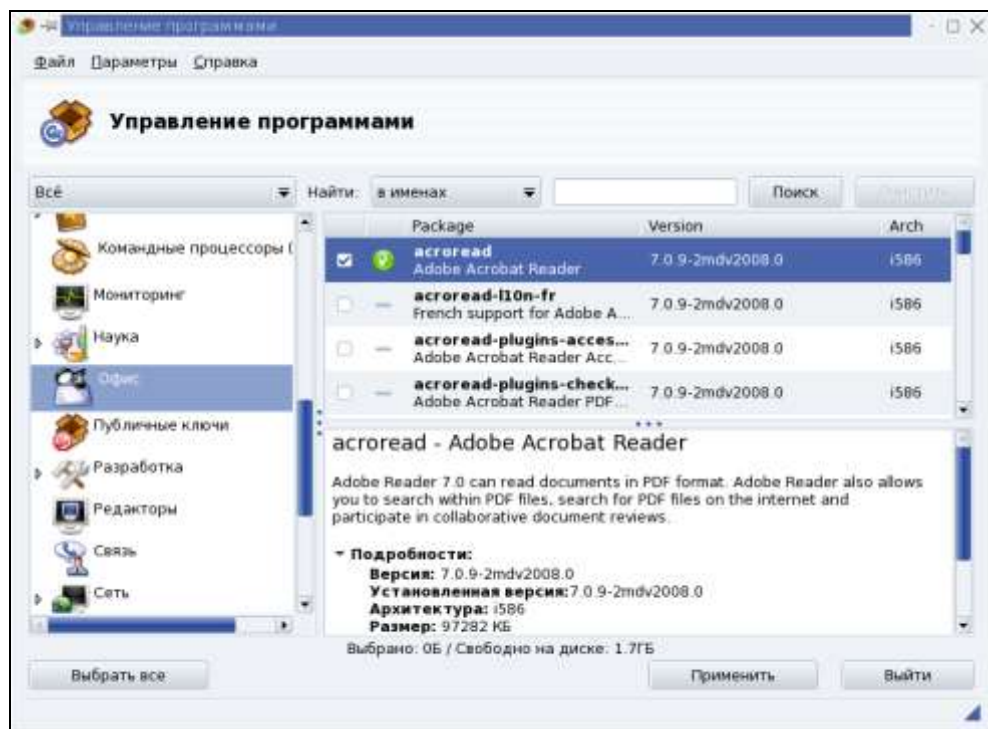 Управление программами
Файл Параметры Справка
Управление программами
Всё Найти: в именах Поиск Очистить
Командные процессоры (
Мониторинг
Наука
Офис
Публичные ключи
Разработка
Редакторы
Связь
Сеть
Package Version Arch
acroread 7.0.9-2mdv2008.0 i586
Adobe Acrobat Reader
acroread-l10n-fr 7.0.9-2mdv2008.0 i586
French support for Adobe A...
acroread-plugins-acces... 7.0.9-2mdv2008.0 i586
Adobe Acrobat Reader Acc...
acroread-plugins-check... 7.0.9-2mdv2008.0 i586
Adobe Acrobat Reader PDF...
acroread - Adobe Acrobat Reader
Adobe Reader 7.0 can read documents in PDF format. Adobe Reader also allows
you to search within PDF files, search for PDF files on the internet and
participate in collaborative document reviews.
Подробности:
Версия: 7.0.9-2mdv2008.0
Установленная версия:7.0.9-2mdv2008.0
Архитектура: i586
Размер: 97282 КБ
Выбрано: 0Б / Свободно на диске: 1.7ГБ
Выбрать все Применить Выйти